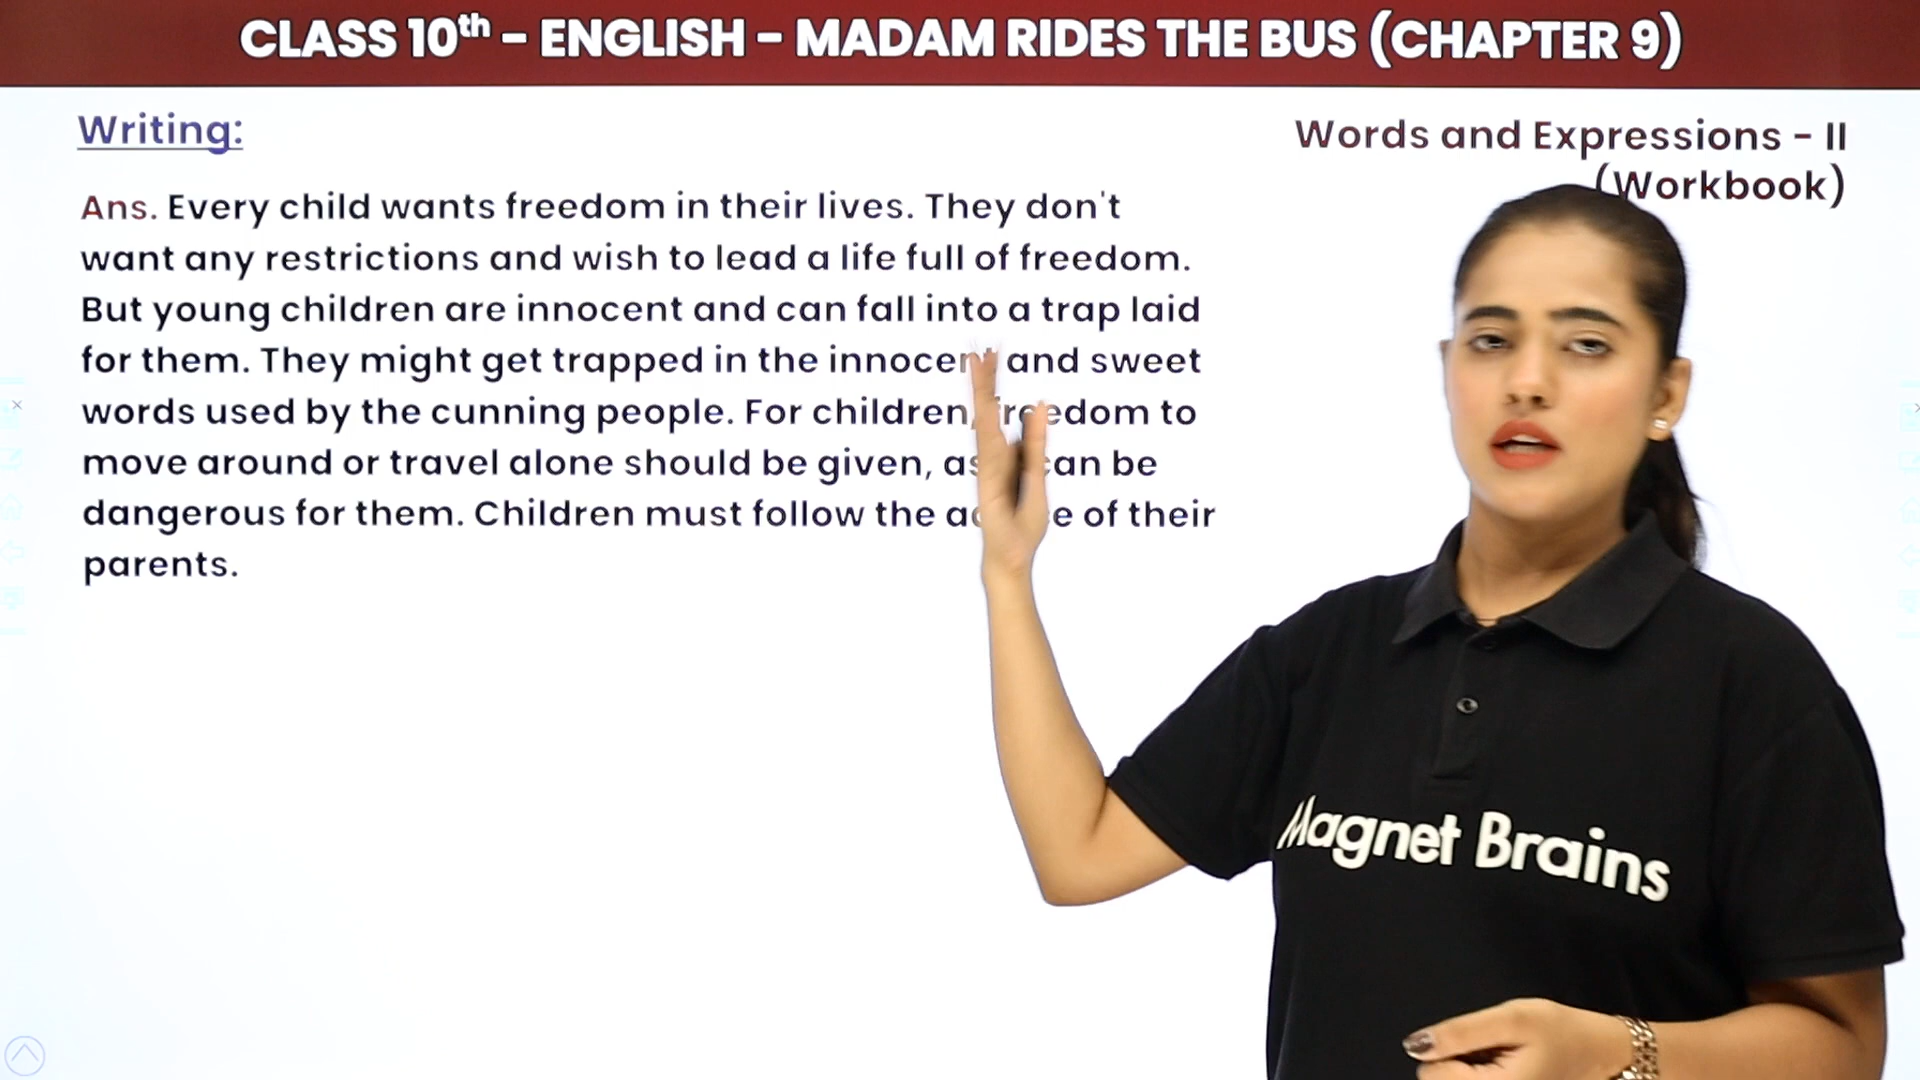 CLASS 10th - ENGLISH - MADAM RIDES THE BUS (CHAPTER 9)
Writing:
Words and Expressions - II
(Workbook)
Ans. Every child wants freedom in their lives. They don't
want any restrictions and wish to lead a life full of freedom.
But young children are innocent and can fall into a trap laid
for them. They might get trapped in the innocent and sweet
words used by the cunning people. For children, freedom to
move around or travel alone should be given, as can be
dangerous for them. Children must follow the of their
parents.
Magnet Brains